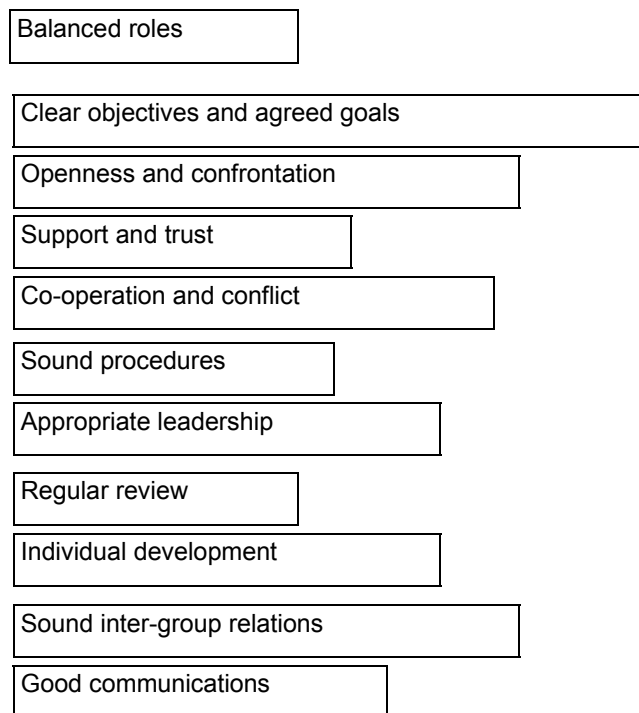 Balanced roles
Clear objectives and agreed goals
Openness and confrontation
Support and trust
Co-operation and conflict
Sound procedures
Appropriate leadership
Regular review
Individual development
Sound inter-group relations
Good communications